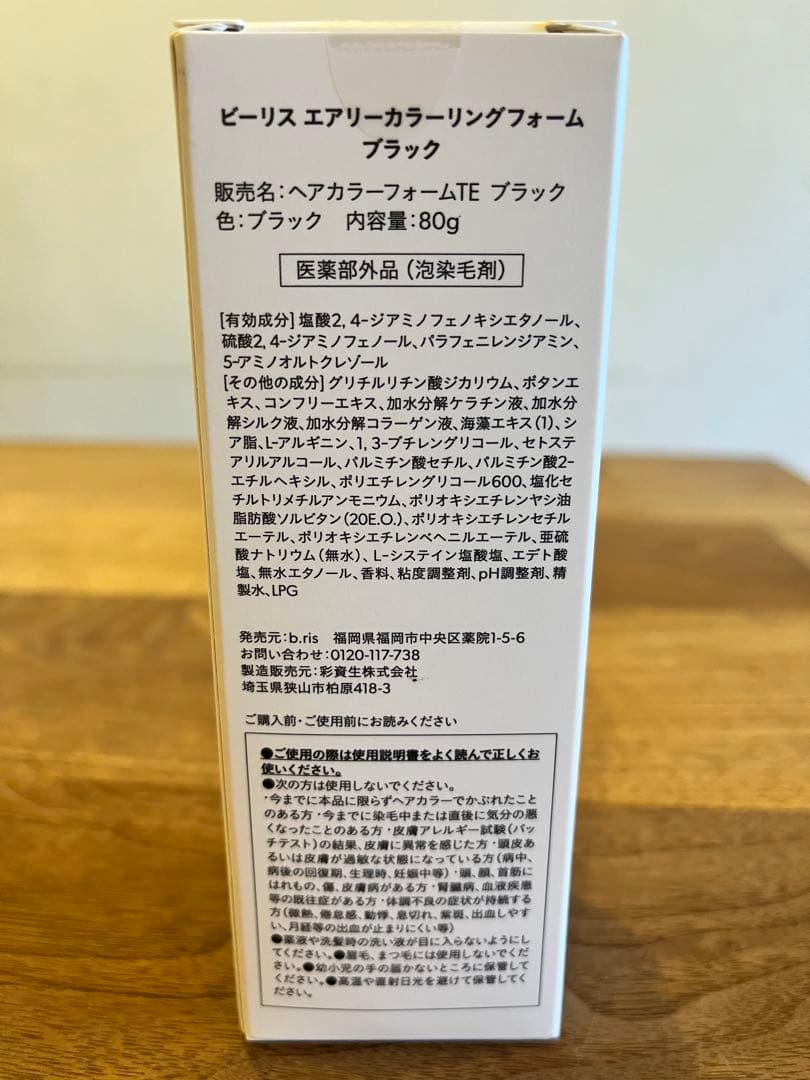 ビーリス エアリーカラーリングフォーム
ブラック
販売名：ヘアカラーフォームTE ブラック
色：ブラック　内容量：80g
医薬部外品（泡染毛剤）
[有効成分]塩酸2, 4-ジアミノフェノキシエタノール、
硫酸2, 4-ジアミノフェノール、パラフェニレンジアミン、
5-アミノオルトクレゾール
[その他の成分]グリチルリチン酸ジカリウム、ボタンエ
キス、コンフリーエキス、加水分解ケラチン液、加水分
解シルク液、加水分解コラーゲン液、海藻エキス(1)、シ
ア脂、L-アルギニン、1, 3-ブチレングリコール、セトステ
アリルアルコール、パルミチン酸セチル、パルミチン酸2-
エチルヘキシル、ポリエチレングリコール600、塩化セ
チルトリメチルアンモニウム、ポリオキシエチレンヤシ油
脂肪酸ソルビタン(20E.O.)、ポリオキシエチレンセチル
エーテル、ポリオキシエチレンベヘニルエーテル、亜硫
酸ナトリウム(無水)、L-システイン塩酸塩、エデト酸
塩、無水エタノール、香料、粘度調整剤、pH調整剤、精
製水、LPG
発売元：b.ris　福岡県福岡市中央区薬院1-5-6
お問い合わせ：0120-117-738
製造販売元：彩資生株式会社
埼玉県狭山市柏原418-3
ご購入前・ご使用前にお読みください
●ご使用の際は使用説明書をよく読んで正しくお
使いください。
●次の方は使用しないでください。
・今までに本品に限らずヘアカラーでかぶれたこと
のある方・今までに染毛中または直後に気分の悪
くなったことのある方・皮膚アレルギー試験(パッ
チテスト)の結果、皮膚に異常を感じた方・頭皮あ
るいは皮膚が過敏な状態になっている方(病中、
病後の回復期、生理時、妊娠中等)・頭、顔、首筋に
はれもの、傷、皮膚病がある方・腎臓病、血液疾患
等の既往症がある方・体調不良の症状が持続する
方(微熱、倦怠感、動悸、息切れ、紫斑、出血しやす
い、月経等の出血が止まりにくい等)
●薬液や洗髪時の洗い液が目に入らないようにし
てください。●眉毛、まつ毛には使用しないでくだ
さい。●幼小児の手の届かないところに保管して
ください。●高温や直射日光を避けて保管してく
ださい。